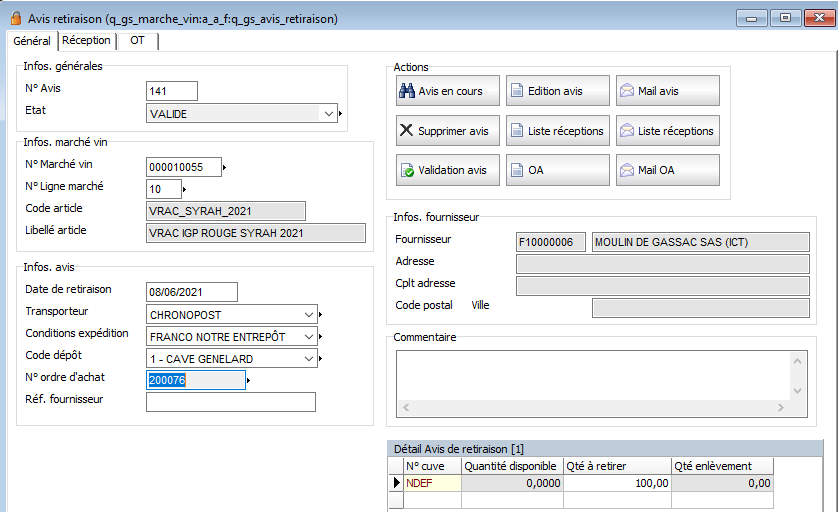 Avis retiraison (q_gs_marche_vin:a_a_f:q_gs_avis_retiraison)
Général Réception OT
Infos. générales
N° Avis 141
Etat VALIDE
Infos. marché vin
N° Marché vin 000010055
N° Ligne marché 10
Code article VRAC_SYRAH_2021
Libellé article VRAC IGP ROUGE SYRAH 2021
Infos. avis
Date de retiraison 08/06/2021
Transporteur CHRONOPOST
Conditions expédition FRANCO NOTRE ENTREPÔT
Code dépôt 1 - CAVE GENELARD
N° ordre d'achat 200076
Réf. fournisseur
Actions
Avis en cours Edition avis Mail avis
Supprimer avis Liste réceptions Liste réceptions
Validation avis OA Mail OA
Infos. fournisseur
Fournisseur F10000006 MOULIN DE GASSAC SAS (ICT)
Adresse
Cplt adresse
Code postal Ville
Commentaire
Détail Avis de retiraison [1]
N° cuve Quantité disponible Qté à retirer Qté enlèvement
NDEF 0,0000 100,00 0,00